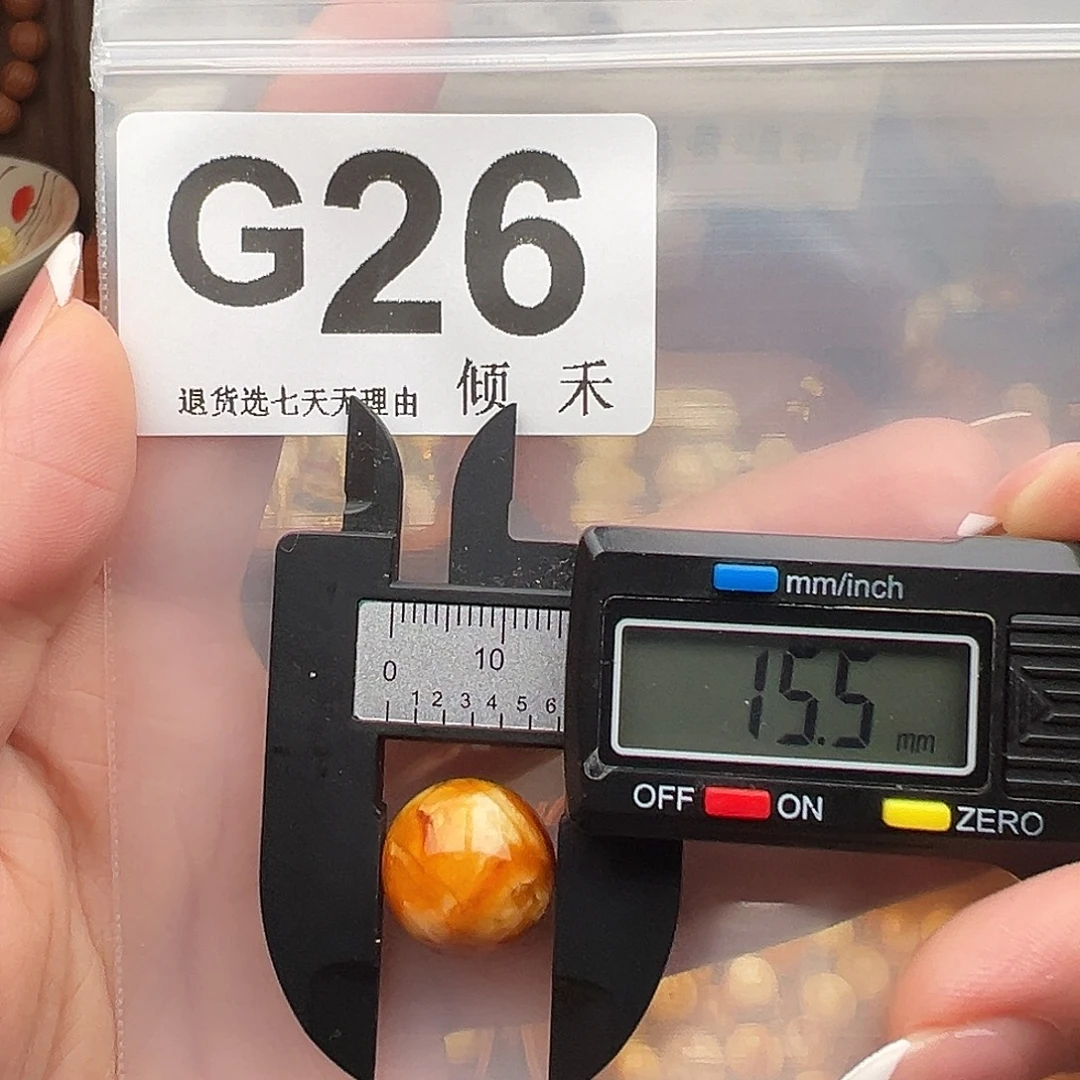 G26
退货选七天无理由 倾 禾
mm/inch
0 10
1 2 3 4 5 6
15.5 mm
OFF ON ZERO